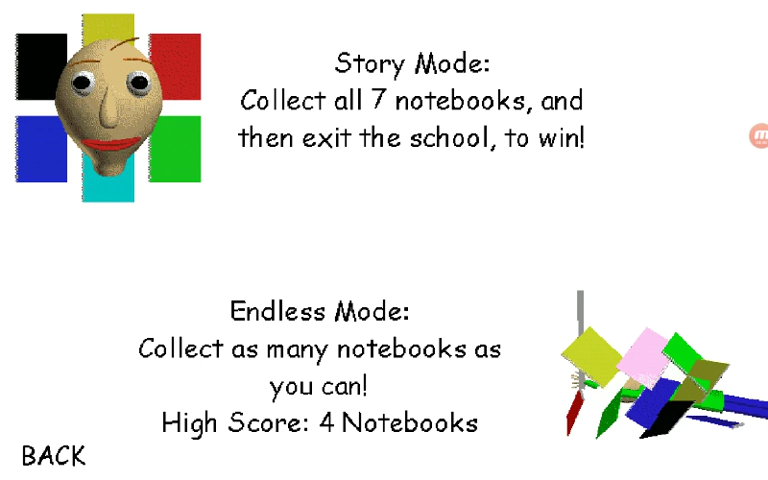 Story Mode:
Collect all 7 notebooks, and
then exit the school, to win!
Endless Mode:
Collect as many notebooks as
you can!
High Score: 4 Notebooks
BACK